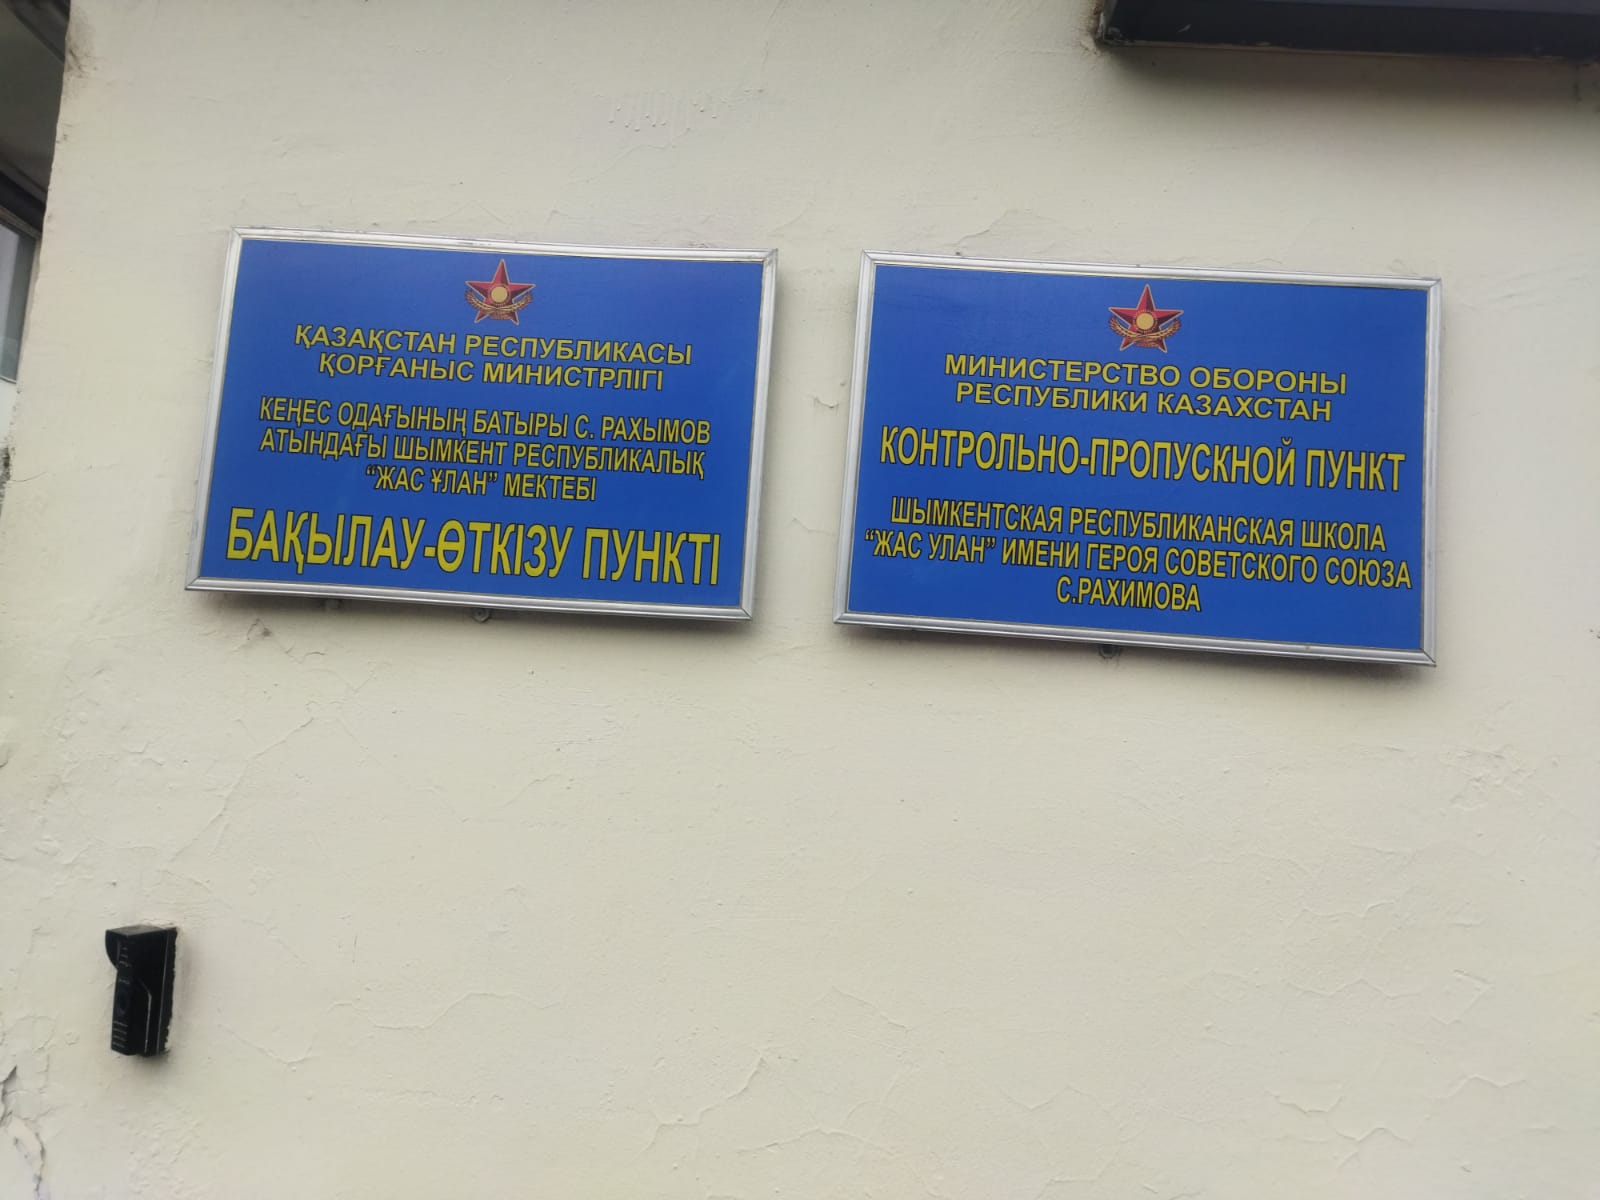 ҚАЗАҚСТАН РЕСПУБЛИКАСЫ
ҚОРҒАНЫС МИНИСТРЛІГІ
КЕҢЕС ОДАҒЫНЫҢ БАТЫРЫ С. РАХЫМОВ
АТЫНДАҒЫ ШЫМКЕНТ РЕСПУБЛИКАЛЫҚ
“ЖАС ҰЛАН” МЕКТЕБІ
БАҚЫЛАУ-ӨТКІЗУ ПУНКТІ
МИНИСТЕРСТВО ОБОРОНЫ
РЕСПУБЛИКИ КАЗАХСТАН
КОНТРОЛЬНО-ПРОПУСКНОЙ ПУНКТ
ШЫМКЕНТСКАЯ РЕСПУБЛИКАНСКАЯ ШКОЛА
“ЖАС УЛАН” ИМЕНИ ГЕРОЯ СОВЕТСКОГО СОЮЗА
С.РАХИМОВА